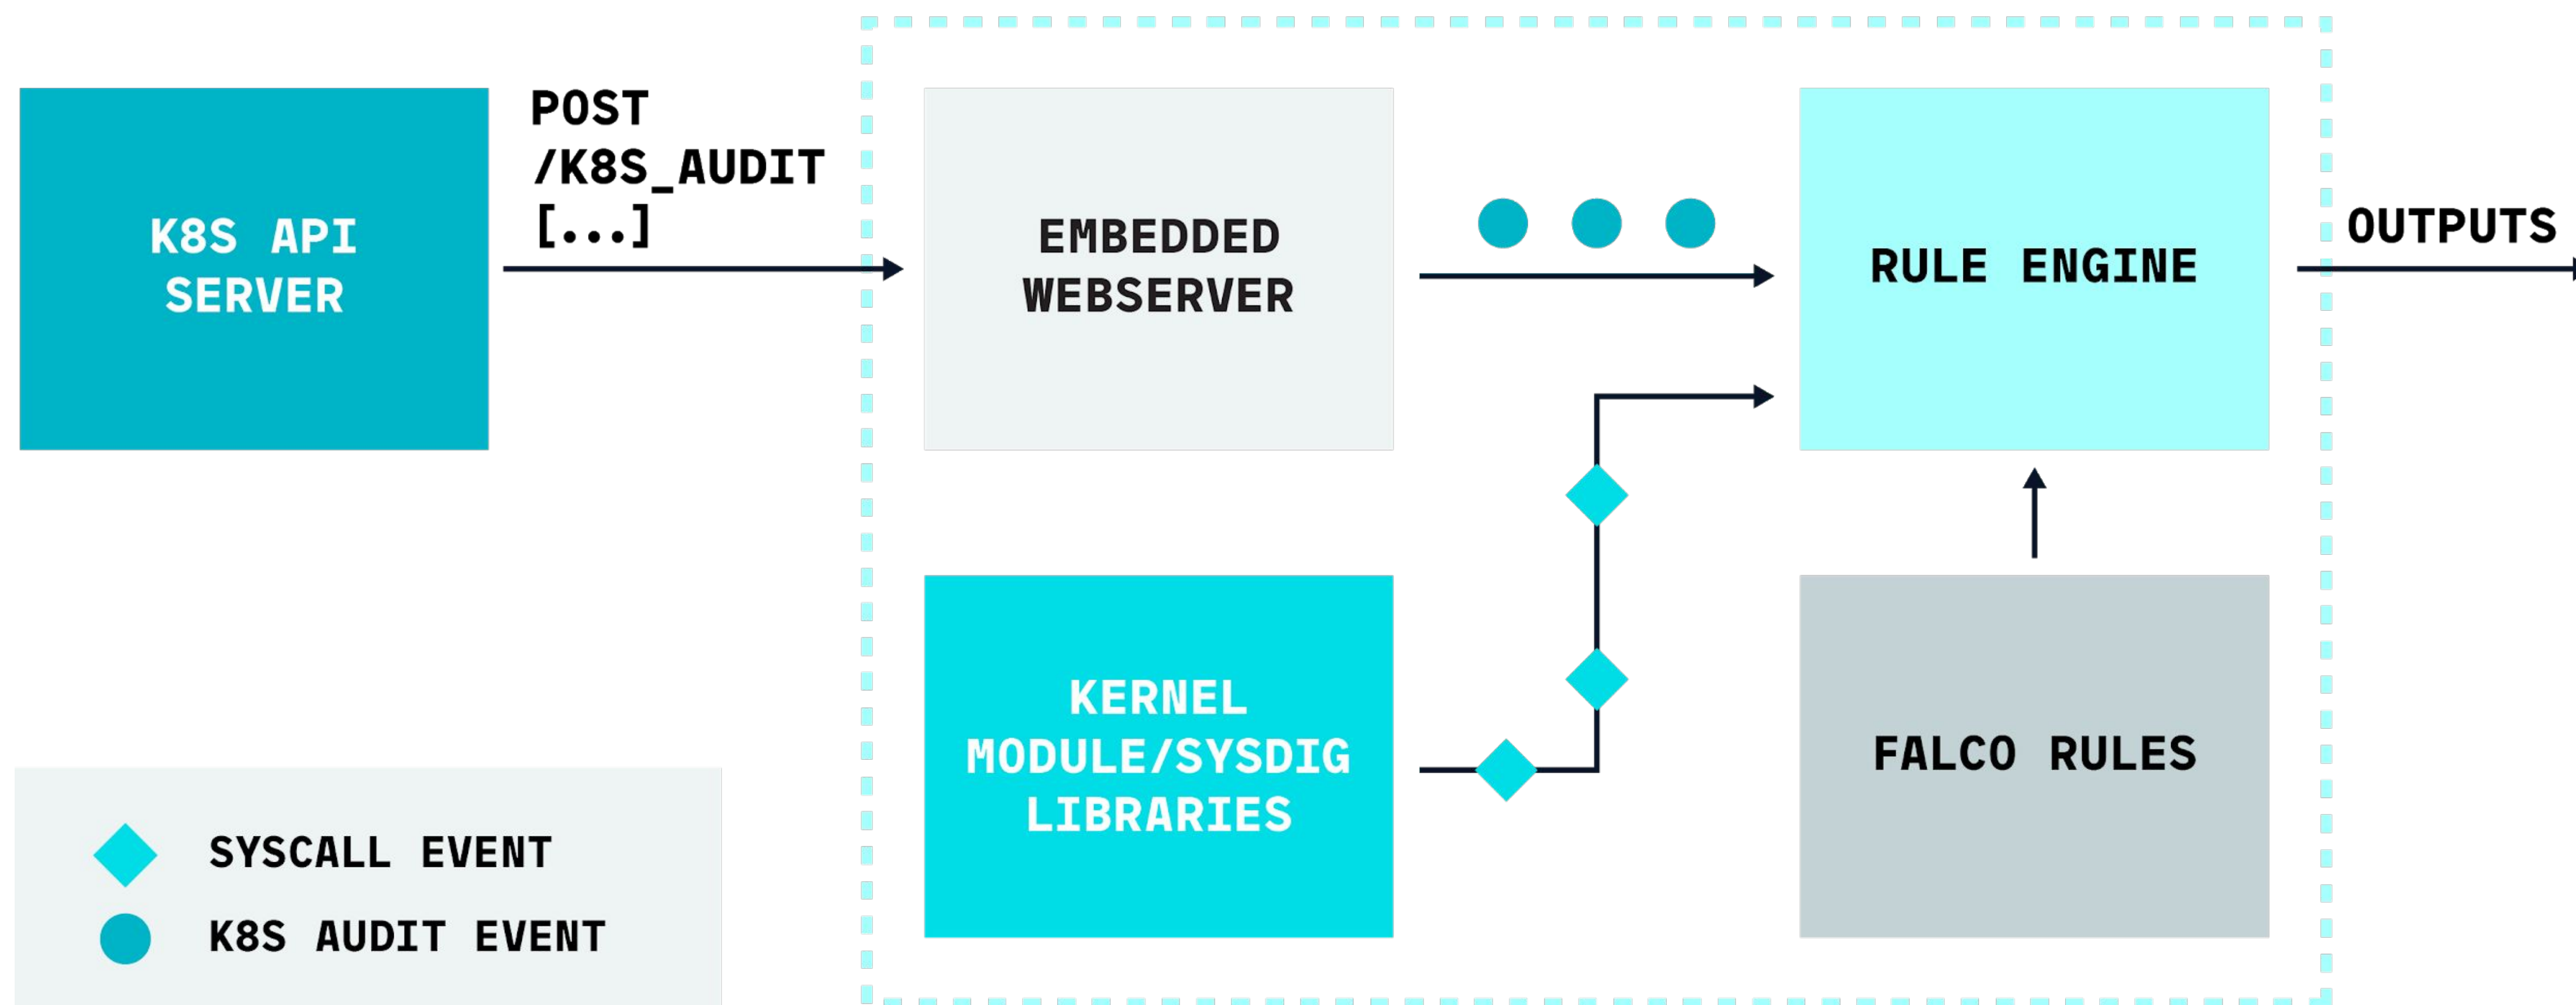 K8S API
SERVER
POST
/K8S_AUDIT
[...]
EMBEDDED
WEBSERVER
RULE ENGINE
OUTPUTS
KERNEL
MODULE/SYSDIG
LIBRARIES
FALCO RULES
SYSCALL EVENT
K8S AUDIT EVENT